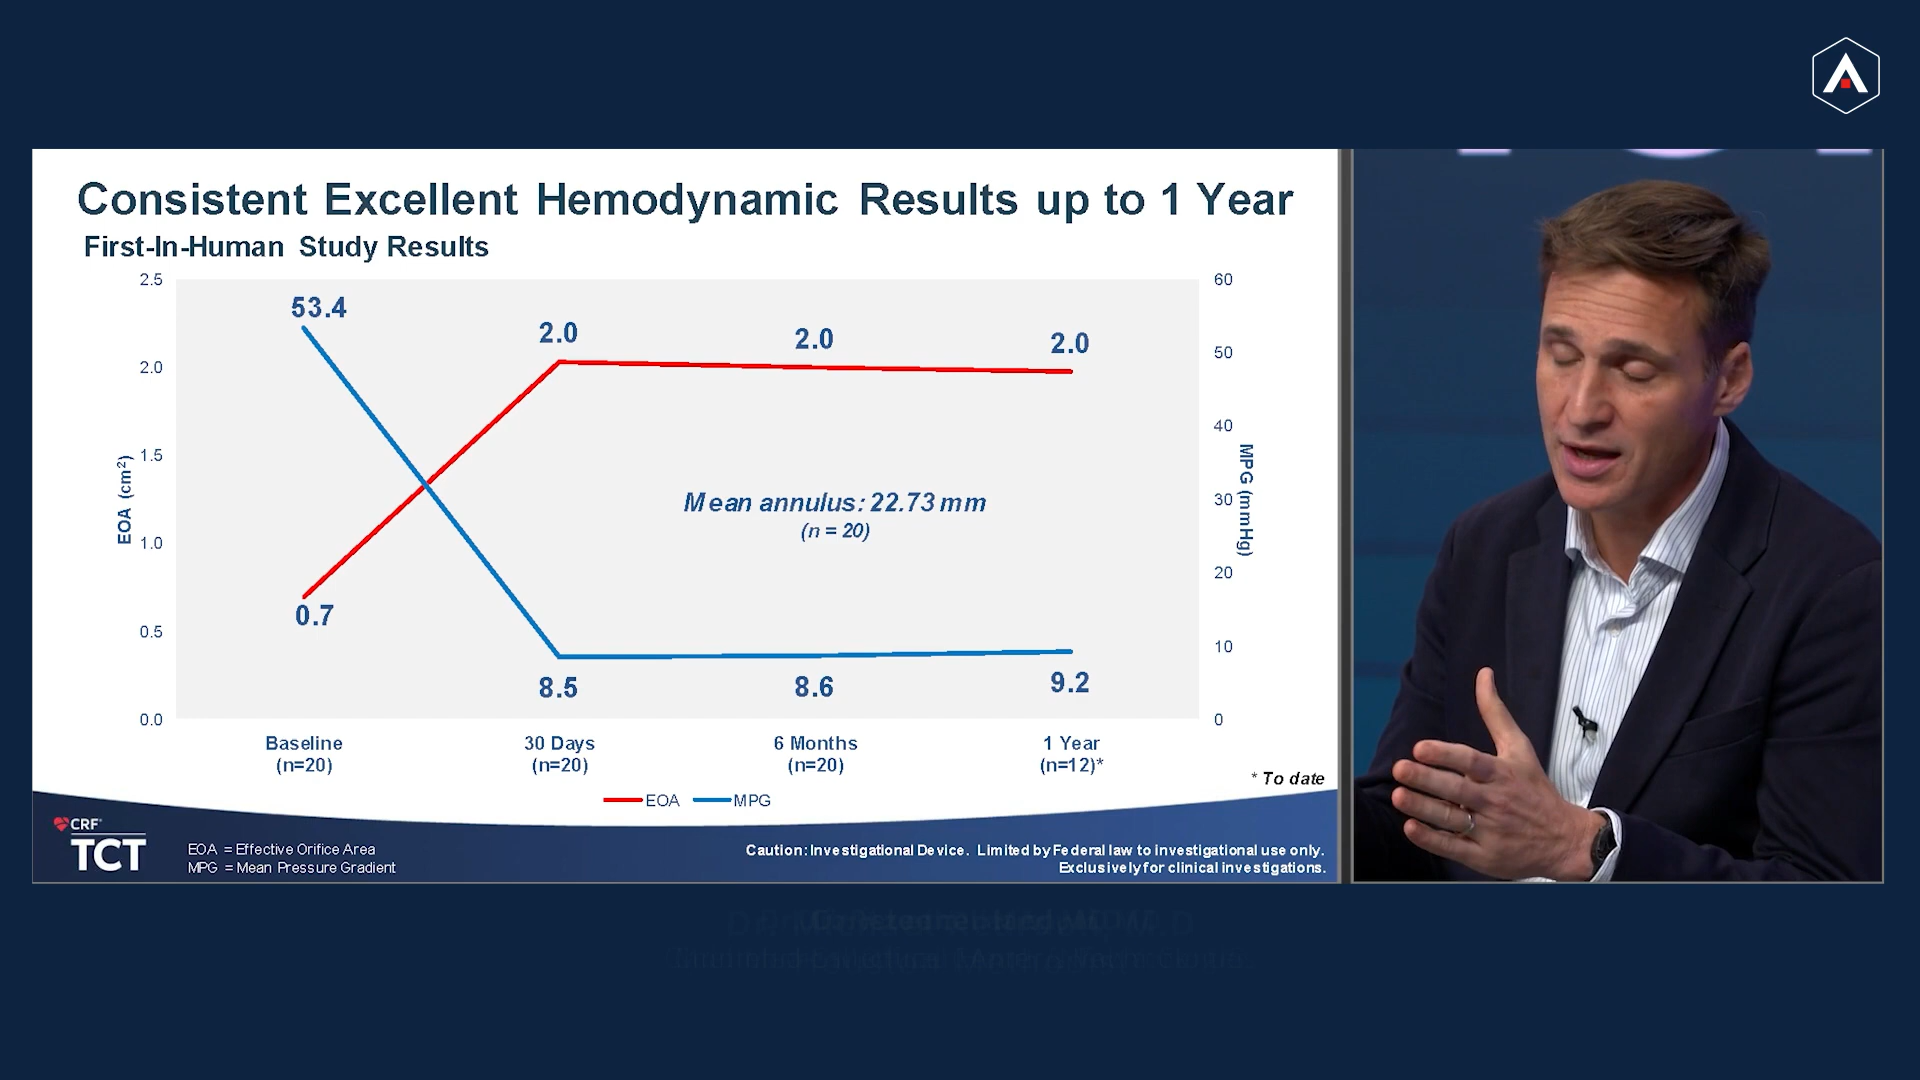 Consistent Excellent Hemodynamic Results up to 1 Year
First-In-Human Study Results
2.5
2.0
1.5
1.0
0.5
0.0
EOA (cm²)
60
50
40
30
20
10
0
MPG (mmHg)
53.4
2.0
2.0
2.0
0.7
8.5
8.6
9.2
Mean annulus: 22.73 mm
(n = 20)
Baseline
(n=20)
30 Days
(n=20)
6 Months
(n=20)
1 Year
(n=12)*
* To date
EOA
MPG
CRF
TCT
EOA = Effective Orifice Area
MPG = Mean Pressure Gradient
Caution: Investigational Device. Limited by Federal law to investigational use only.
Exclusively for clinical investigations.